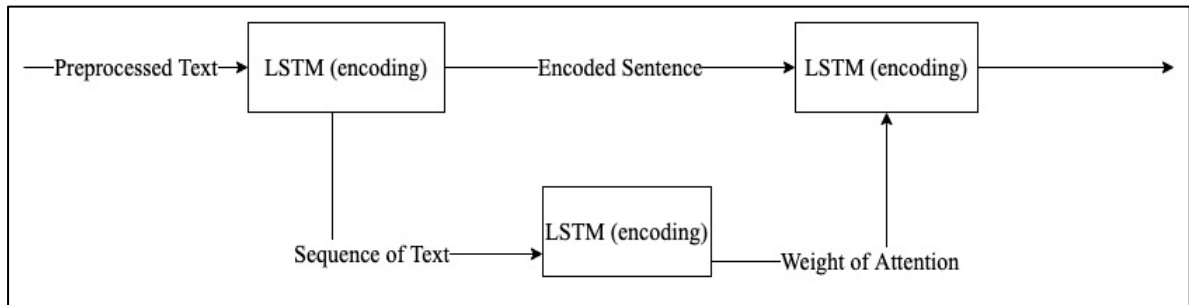 Preprocessed Text
LSTM (encoding)
Encoded Sentence
LSTM (encoding)
Sequence of Text
LSTM (encoding)
Weight of Attention